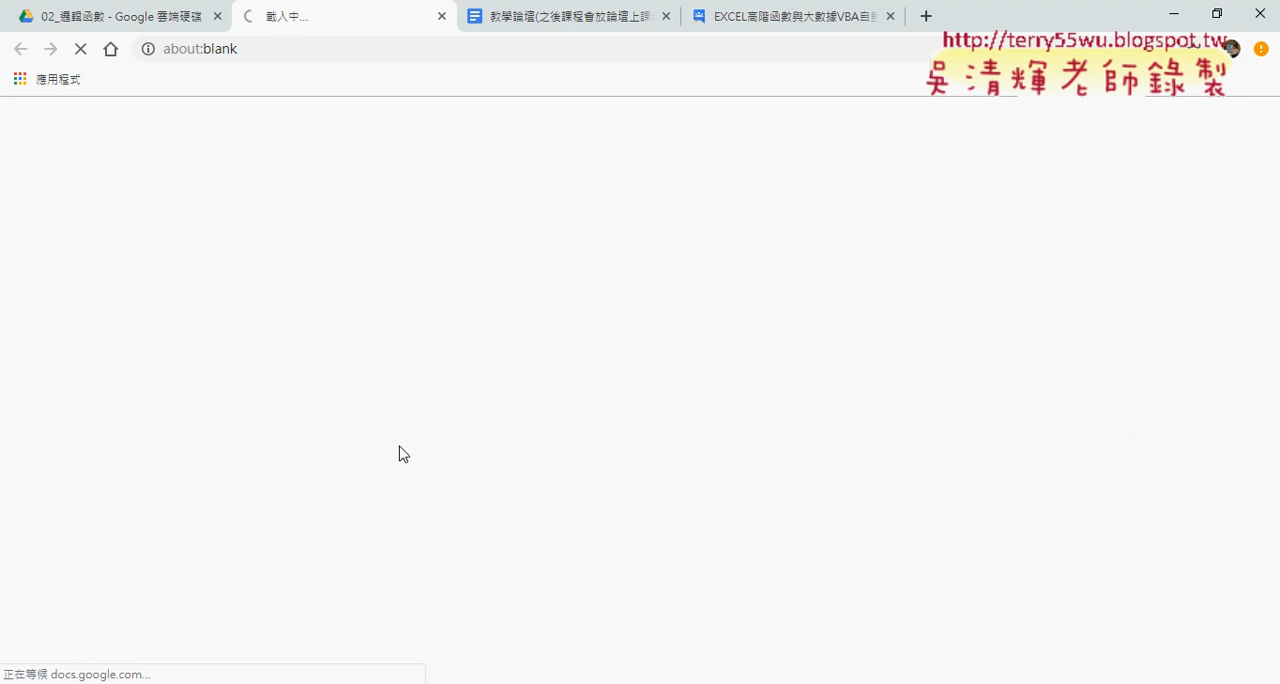 02_邏輯函數 - Google 雲端硬碟
載入中...
教學論壇(之後課程會放論壇上課
EXCEL高階函數與大數據VBA自動
about:blank
http://terry55wu.blogspot.tw
吳清輝老師錄製
應用程式
正在等候 docs.google.com...